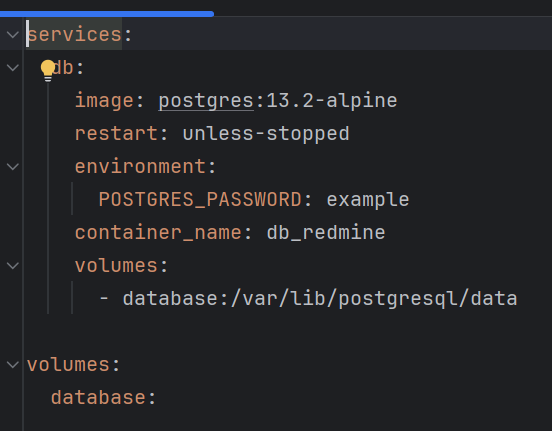 services:
  db:
    image: postgres:13.2-alpine
    restart: unless-stopped
    environment:
      POSTGRES_PASSWORD: example
    container_name: db_redmine
    volumes:
      - database:/var/lib/postgresql/data

volumes:
  database: